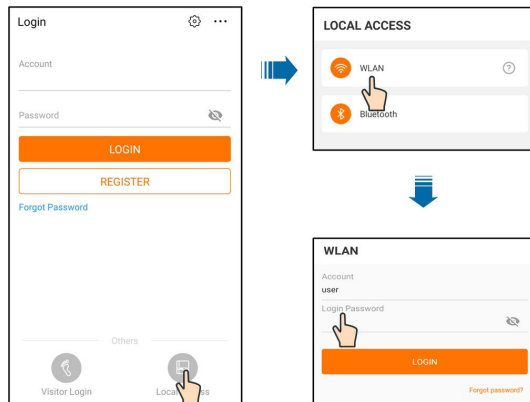 Login
Account
Password
LOGIN
REGISTER
Forgot Password
Others
Visitor Login
LOCAL ACCESS
WLAN
Bluetooth
WLAN
Account
user
Login Password
LOGIN
Forgot password?